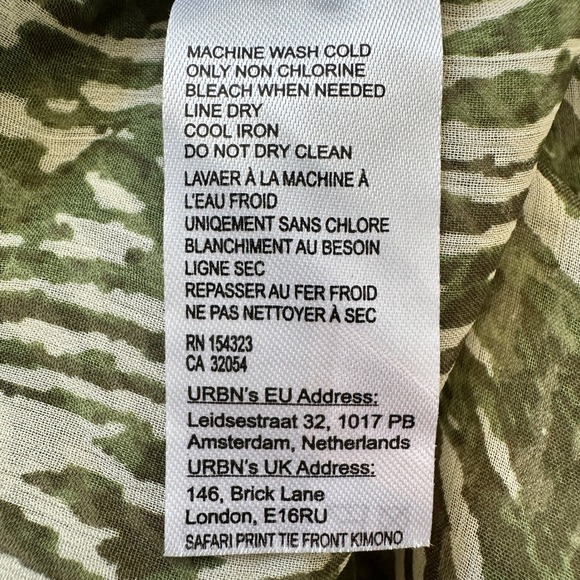 MACHINE WASH COLD
ONLY NON CHLORINE
BLEACH WHEN NEEDED
LINE DRY
COOL IRON
DO NOT DRY CLEAN
LAVAER À LA MACHINE À
L'EAU FROID
UNIQEMENT SANS CHLORE
BLANCHIMENT AU BESOIN
LIGNE SEC
REPASSER AU FER FROID
NE PAS NETTOYER À SEC
RN 154323
CA 32054
URBN's EU Address:
Leidsestraat 32, 1017 PB
Amsterdam, Netherlands
URBN's UK Address:
146, Brick Lane
London, E16RU
SAFARI PRINT TIE FRONT KIMONO